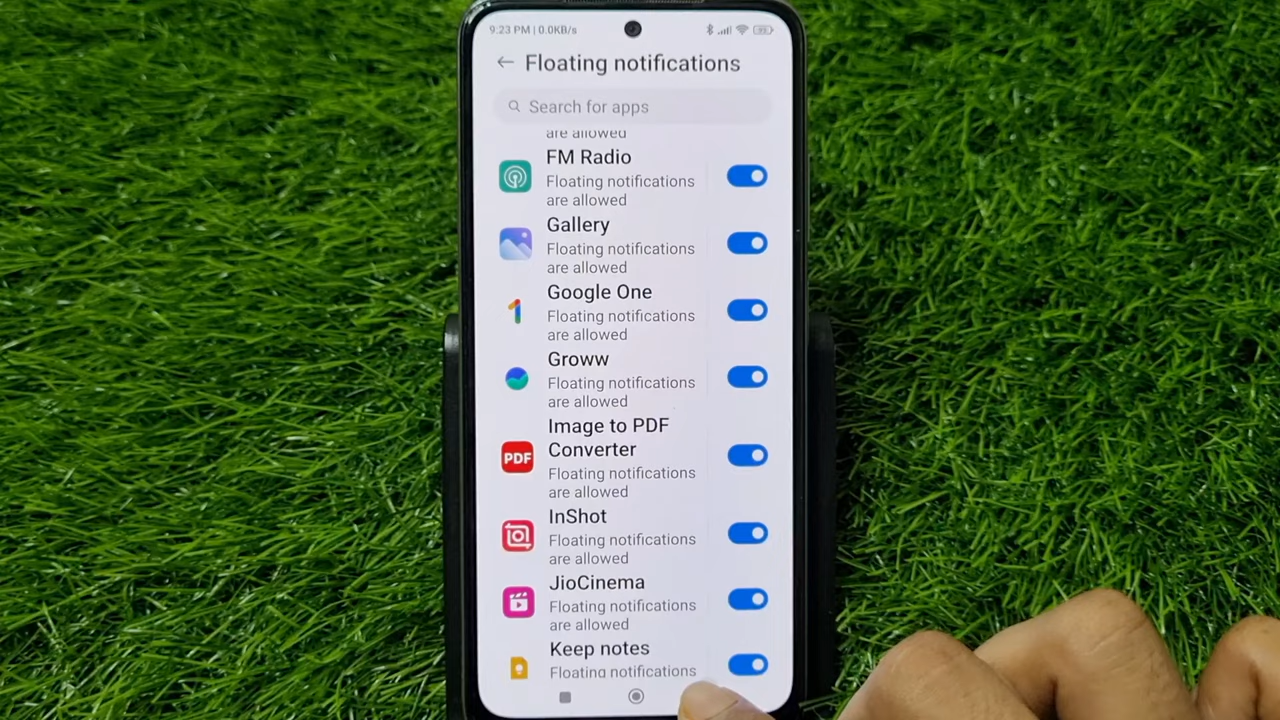 9:23 PM | 0.0KB/s
Floating notifications
Search for apps
are allowed
FM Radio
Floating notifications
are allowed
Gallery
Floating notifications
are allowed
Google One
Floating notifications
are allowed
Groww
Floating notifications
are allowed
Image to PDF
Converter
PDF
Floating notifications
are allowed
InShot
Floating notifications
are allowed
JioCinema
Floating notifications
are allowed
Keep notes
Floating notifications